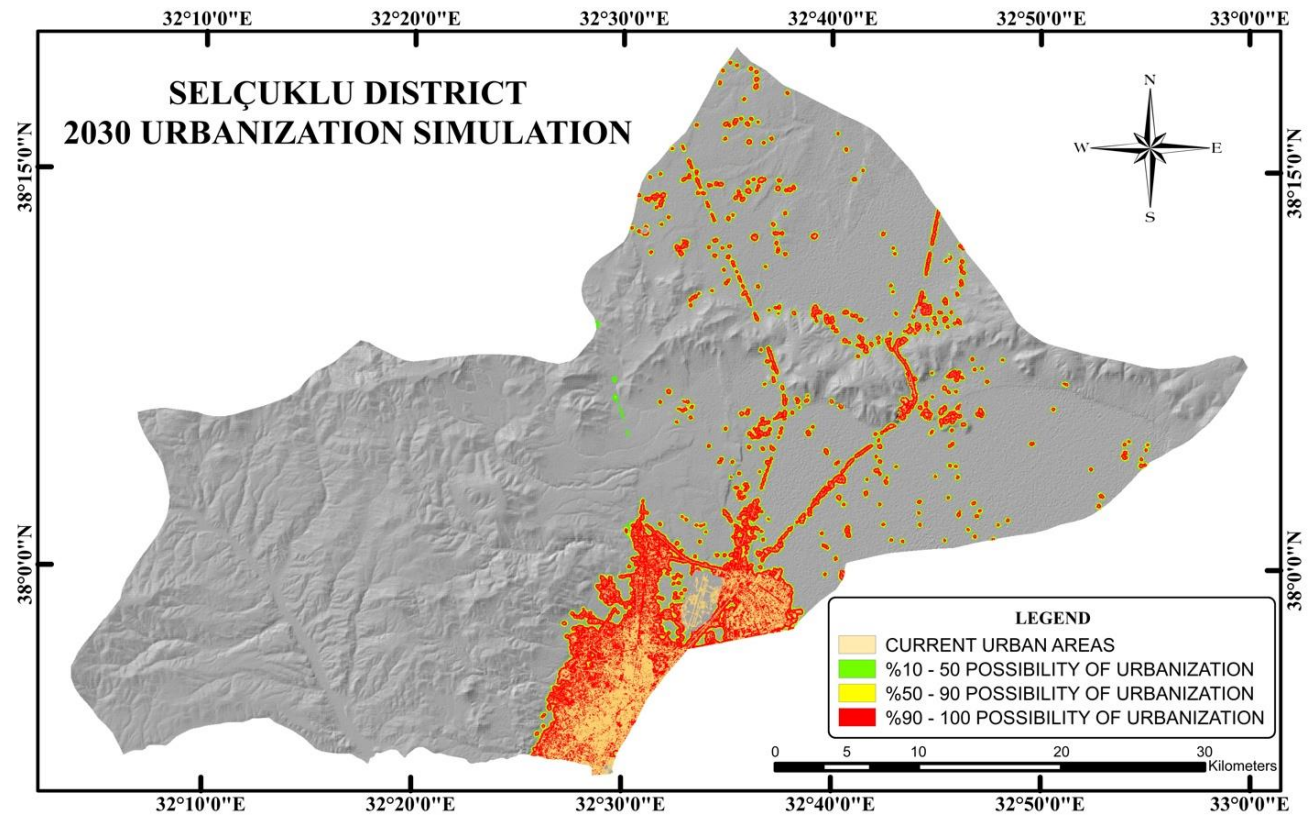 32°10'0"E 32°20'0"E 32°30'0"E 32°40'0"E 32°50'0"E 33°0'0"E
SELÇUKLU DISTRICT
2030 URBANIZATION SIMULATION
N
W E
S
38°15'0"N 38°15'0"N
38°0'0"N 38°0'0"N
LEGEND
CURRENT URBAN AREAS
%10 - 50 POSSIBILITY OF URBANIZATION
%50 - 90 POSSIBILITY OF URBANIZATION
%90 - 100 POSSIBILITY OF URBANIZATION
0 5 10 20 30
Kilometers
32°10'0"E 32°20'0"E 32°30'0"E 32°40'0"E 32°50'0"E 33°0'0"E